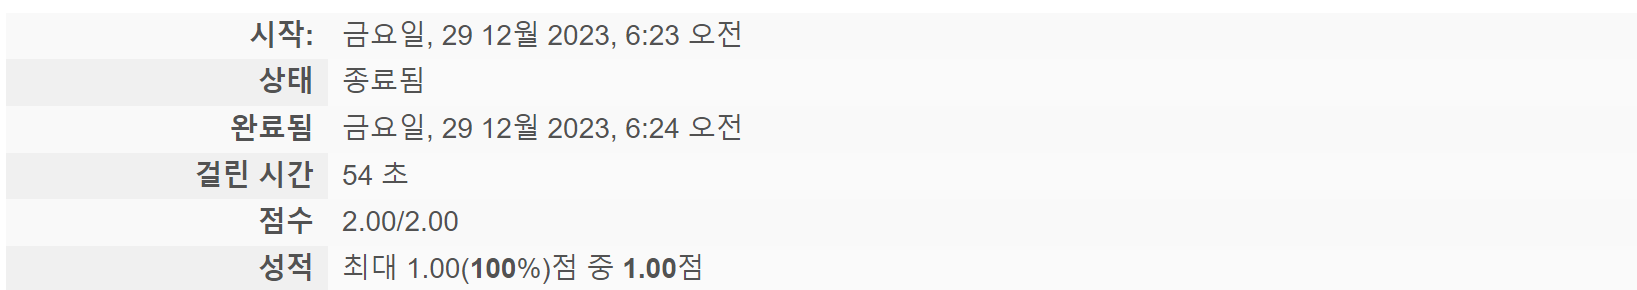 시작: 금요일, 29 12월 2023, 6:23 오전
상태 종료됨
완료됨 금요일, 29 12월 2023, 6:24 오전
걸린 시간 54 초
점수 2.00/2.00
성적 최대 1.00(100%)점 중 1.00점